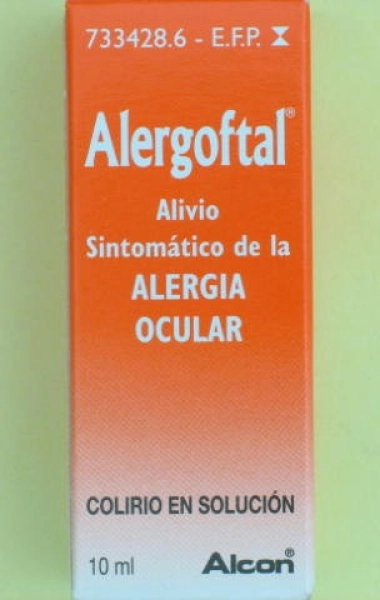 733428.6 - E.F.P.
Alergoftal®
Alivio
Sintomático de la
ALERGIA
OCULAR
COLIRIO EN SOLUCIÓN
10 ml Alcon®